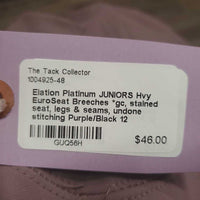 The Tack Collector
1004925-48
Elation Platinum JUNIORS Hvy
EuroSeat Breeches *gc, stained
seat, legs & seams, undone
stitching Purple/Black 12
$46.00
GUQ58H